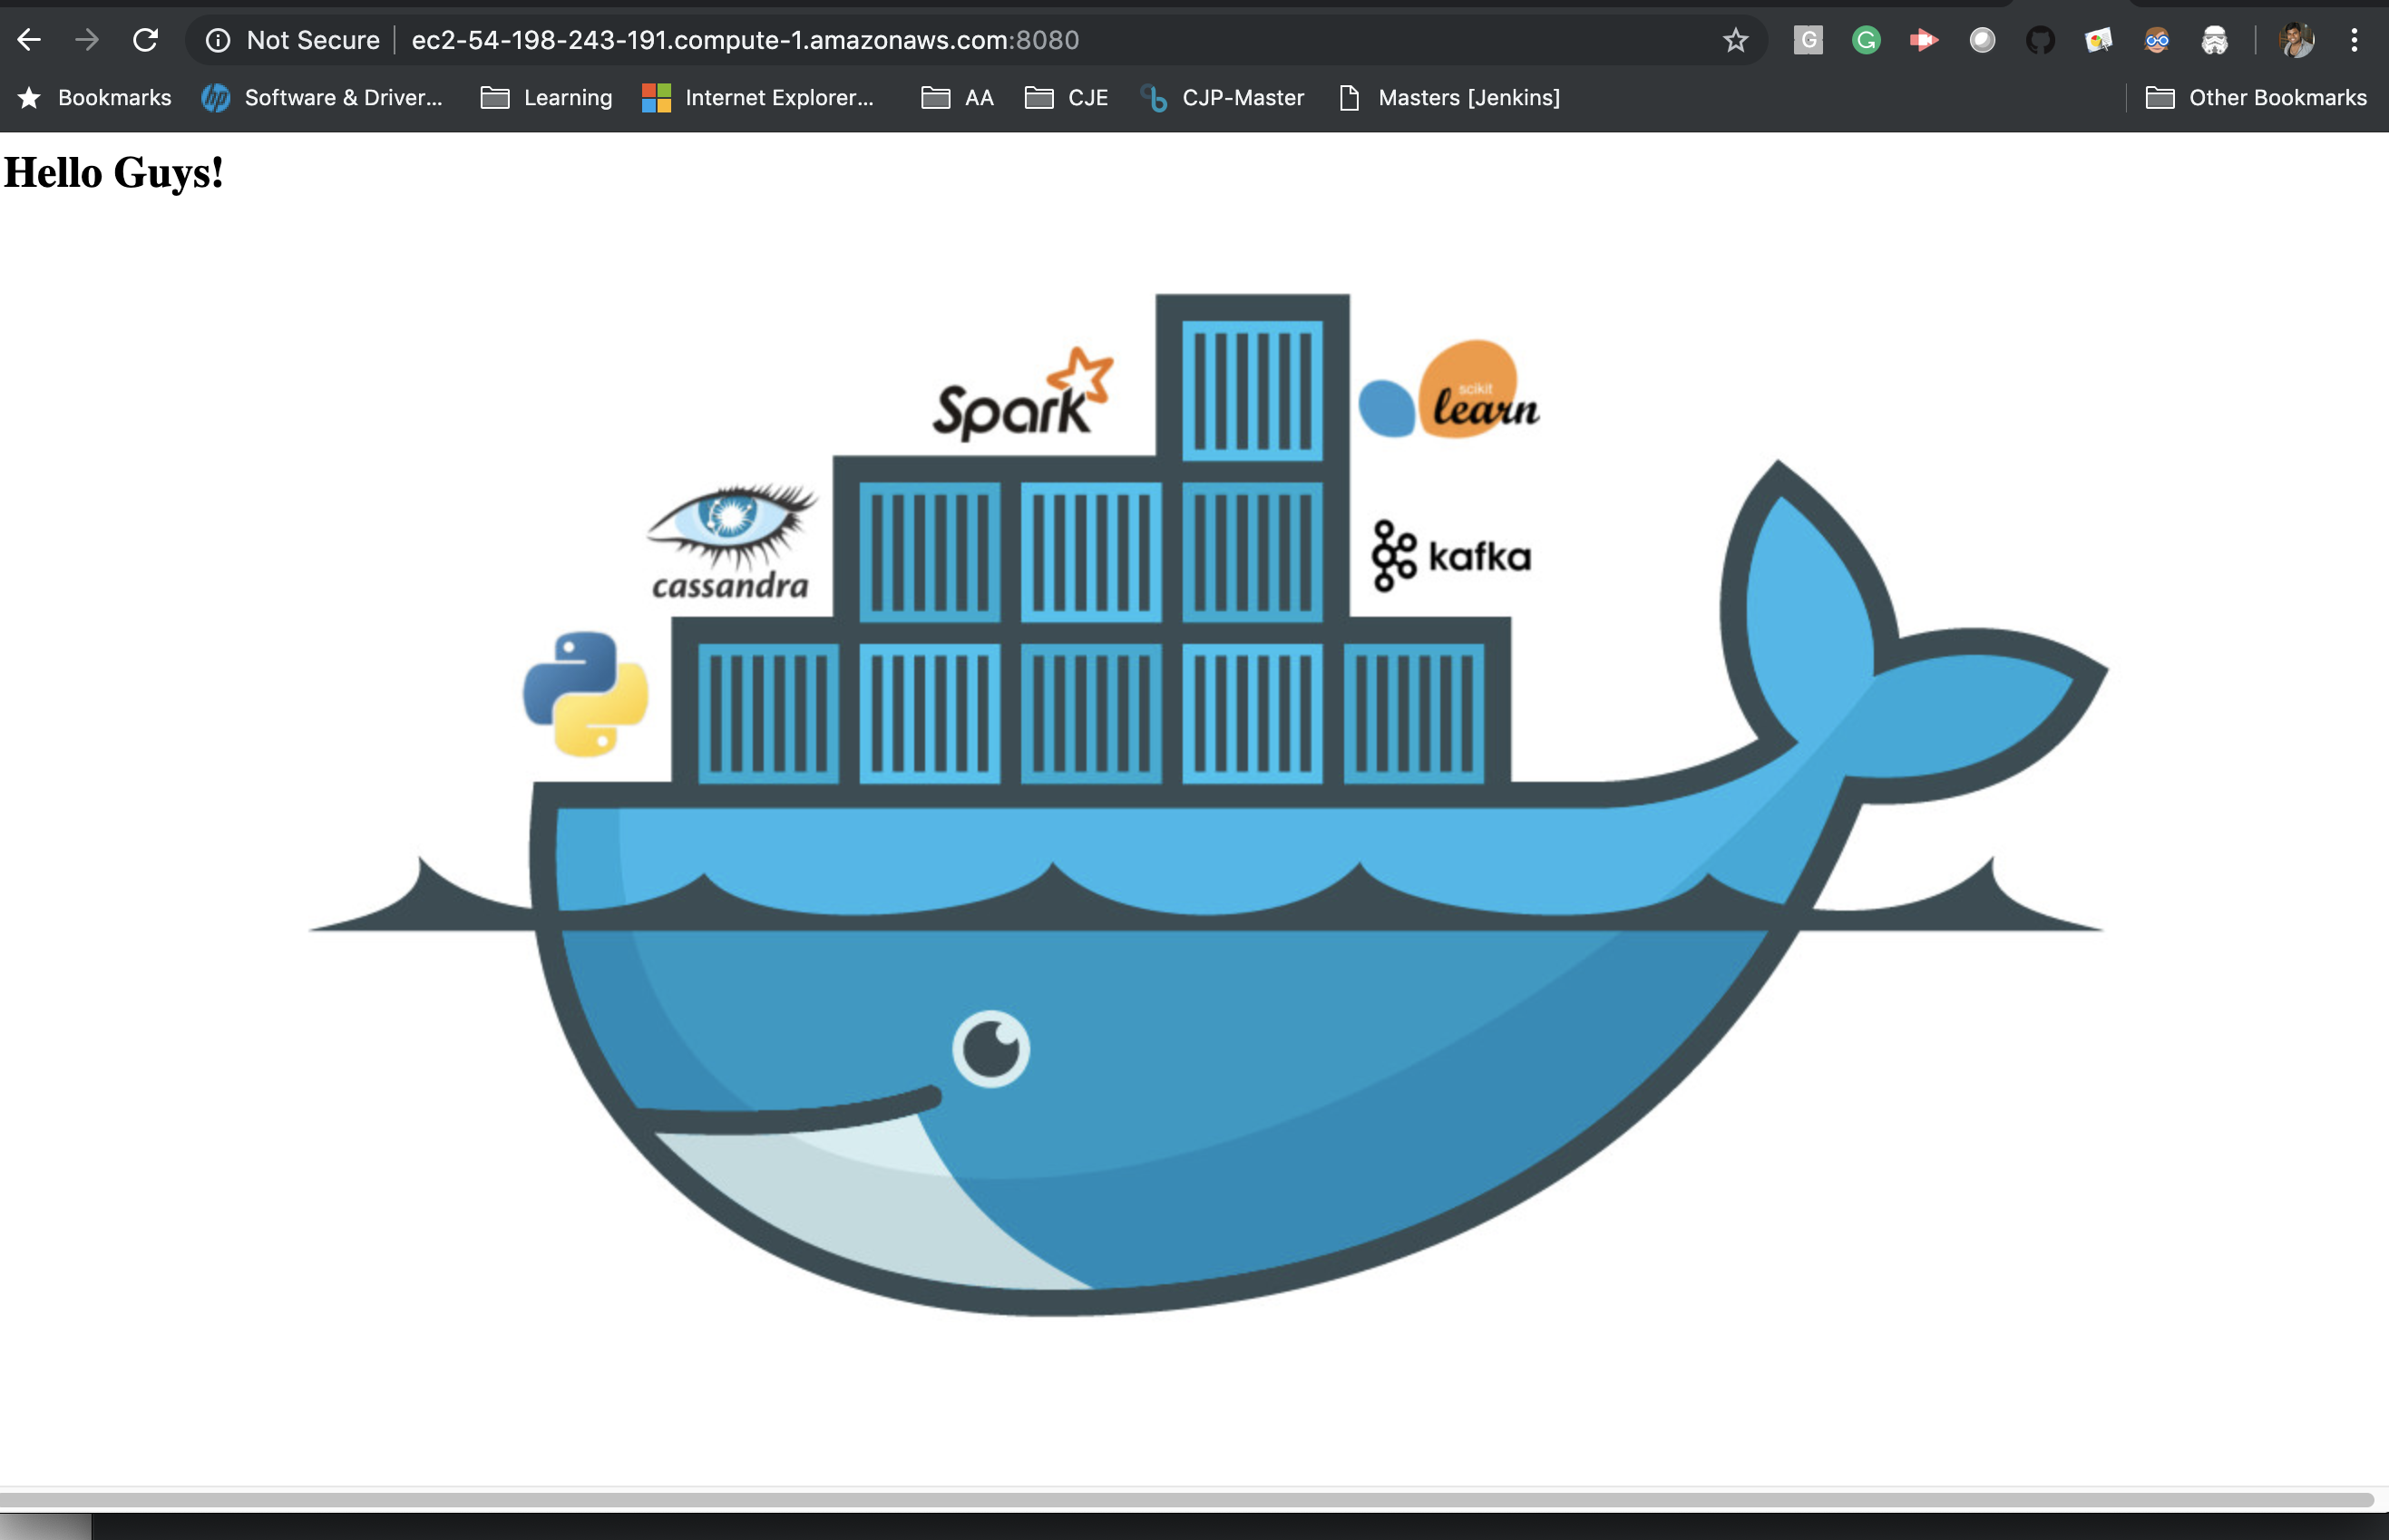 Not Secure ec2-54-198-243-191.compute-1.amazonaws.com:8080
G G
Bookmarks hp Software & Driver... Learning Internet Explorer... AA CJE CJP-Master Masters [Jenkins] Other Bookmarks
Hello Guys!
Spark
scikit
learn
cassandra
kafka